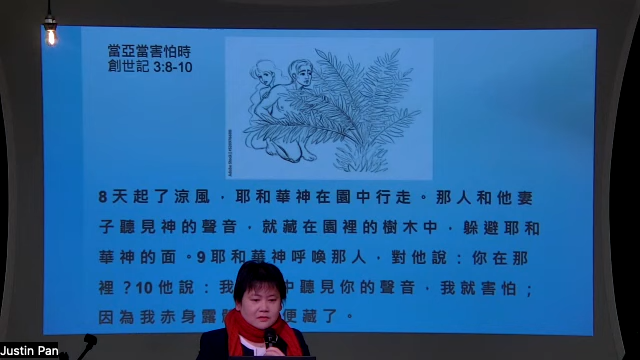 當亞當害怕時
創世記 3:8-10
8天起了涼風，耶和華神在園中行走。那人和他妻
子聽見神的聲音，就藏在園裡的樹木中，躲避耶和
華神的面。9耶和華神呼喚那人，對他說：你在那
裡？10他說：我 中聽見你的聲音，我就害怕；
因為我赤身露 便藏了。
Justin Pan